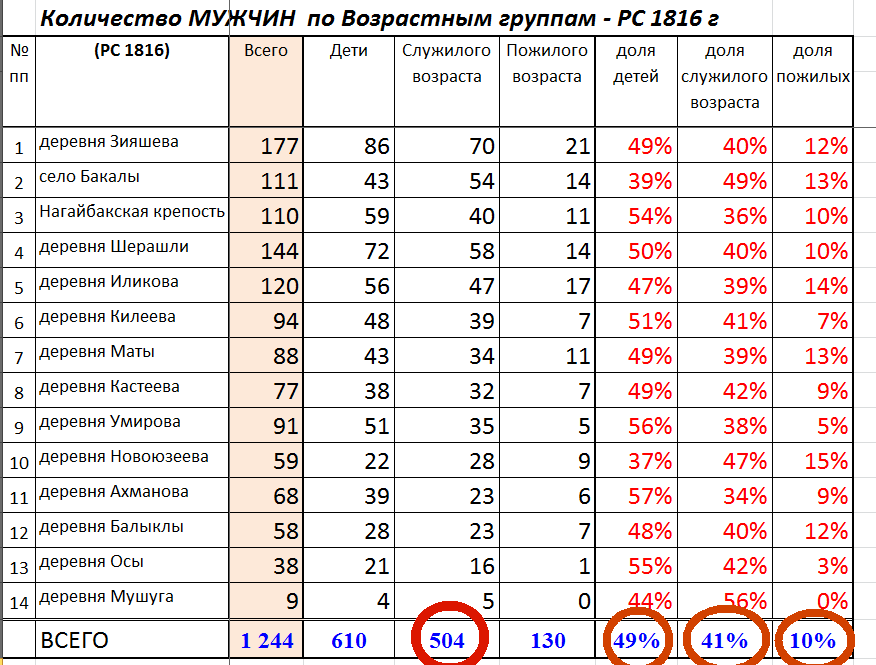 Количество МУЖЧИН по Возрастным группам - РС 1816 г
№ пп (РС 1816) Всего Дети Служилого возраста Пожилого возраста доля детей доля служилого возраста доля пожилых
1 деревня Зияшева 177 86 70 21 49% 40% 12%
2 село Бакалы 111 43 54 14 39% 49% 13%
3 Нагайбакская крепость 110 59 40 11 54% 36% 10%
4 деревня Шерашли 144 72 58 14 50% 40% 10%
5 деревня Иликова 120 56 47 17 47% 39% 14%
6 деревня Килеева 94 48 39 7 51% 41% 7%
7 деревня Маты 88 43 34 11 49% 39% 13%
8 деревня Кастеева 77 38 32 7 49% 42% 9%
9 деревня Умирова 91 51 35 5 56% 38% 5%
10 деревня Новоюзеева 59 22 28 9 37% 47% 15%
11 деревня Ахманова 68 39 23 6 57% 34% 9%
12 деревня Балыклы 58 28 23 7 48% 40% 12%
13 деревня Осы 38 21 16 1 55% 42% 3%
14 деревня Мушуга 9 4 5 0 44% 56% 0%
ВСЕГО 1 244 610 504 130 49% 41% 10%